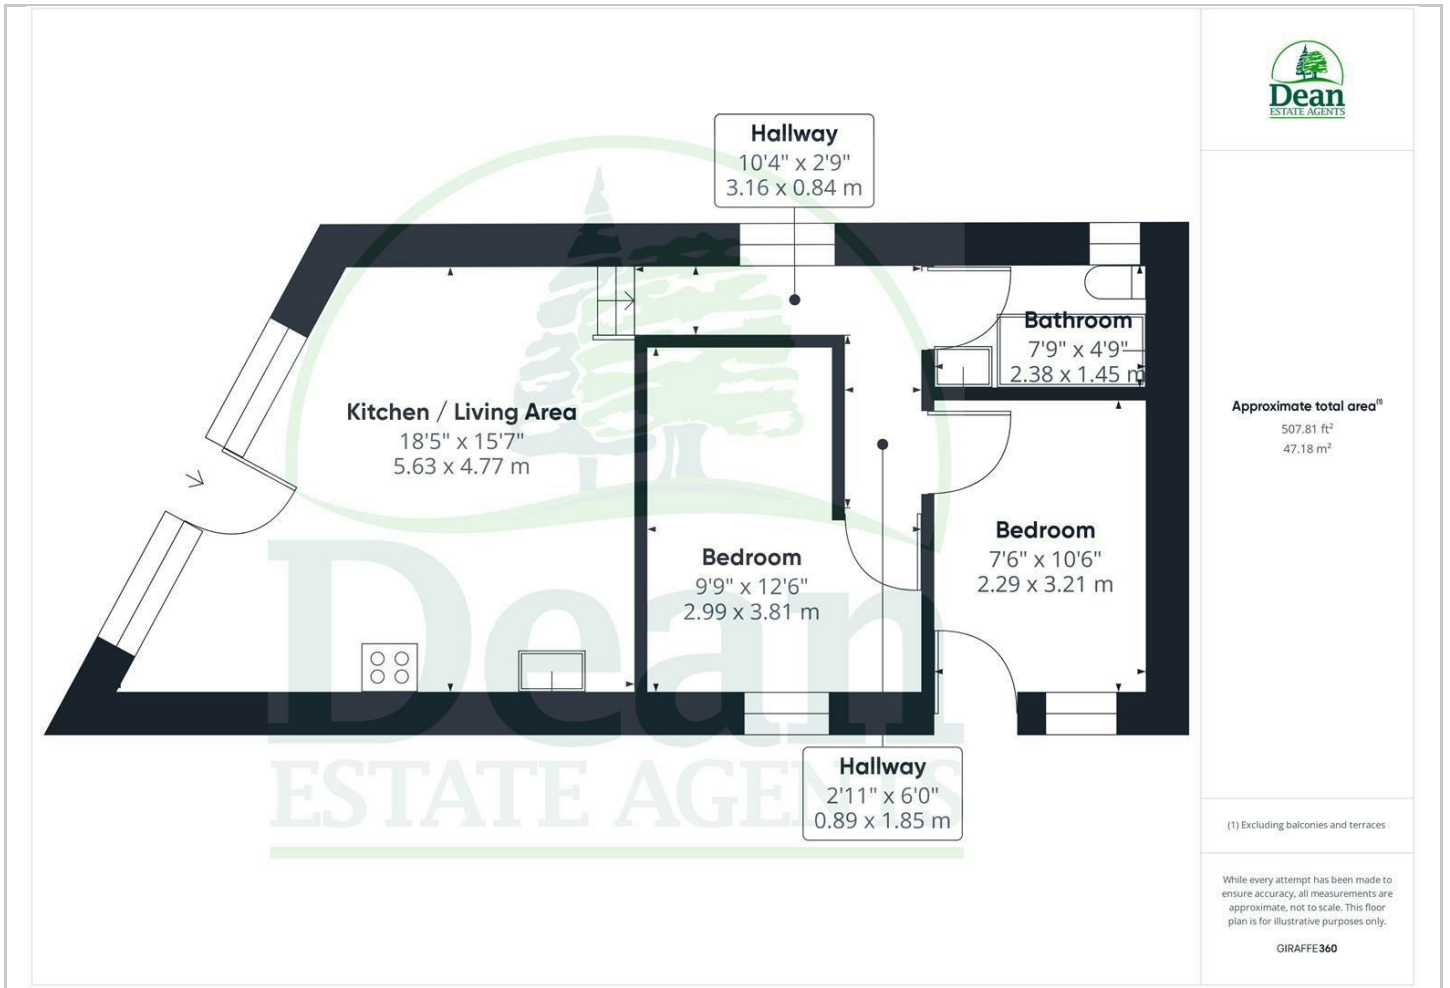 Hallway
10'4" x 2'9"
3.16 x 0.84 m
Kitchen / Living Area
18'5" x 15'7"
5.63 x 4.77 m
Bathroom
7'9" x 4'9"
2.38 x 1.45 m
Bedroom
9'9" x 12'6"
2.99 x 3.81 m
Bedroom
7'6" x 10'6"
2.29 x 3.21 m
Hallway
2'11" x 6'0"
0.89 x 1.85 m
Dean
ESTATE AGENTS
Dean
ESTATE AGENTS
Approximate total area⁽¹⁾
507.81 ft²
47.18 m²
(1) Excluding balconies and terraces
While every attempt has been made to
ensure accuracy, all measurements are
approximate, not to scale. This floor
plan is for illustrative purposes only.
GIRAFFE360